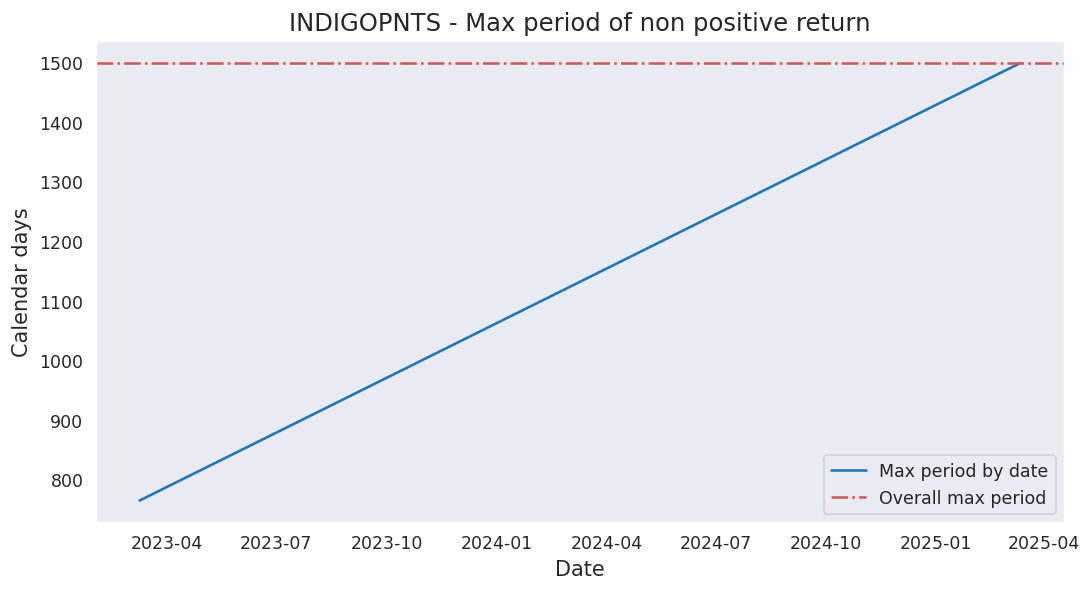 INDIGOPNTS - Max period of non positive return
1500
1400
1300
1200
1100
1000
900
800
Calendar days
Max period by date
Overall max period
2023-04 2023-07 2023-10 2024-01 2024-04 2024-07 2024-10 2025-01 2025-04
Date